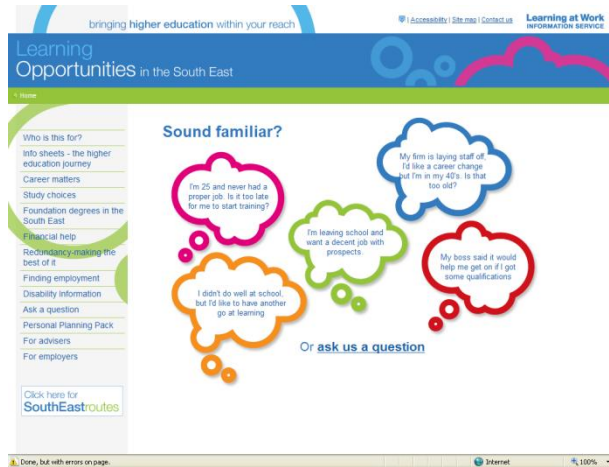 bringing higher education within your reach
| Accessibility | Site map | Contact us
Learning at Work
INFORMATION SERVICE
Learning
Opportunities in the South East
< Home
Who is this for?
Info sheets - the higher
education journey
Career matters
Study choices
Foundation degrees in the
South East
Financial help
Redundancy-making the
best of it
Finding employment
Disability Information
Ask a question
Personal Planning Pack
For advisers
For employers
Click here for
SouthEastroutes
Sound familiar?
I'm 25 and never had a
proper job. Is it too late
for me to start training?
My firm is laying staff off,
I'd like a career change
but I'm in my 40's. Is that
too old?
I'm leaving school and
want a decent job with
prospects.
My boss said it would
help me get on if I got
some qualifications
I didn't do well at school,
but I'd like to have another
go at learning
Or ask us a question
Done, but with errors on page.
Internet
100%